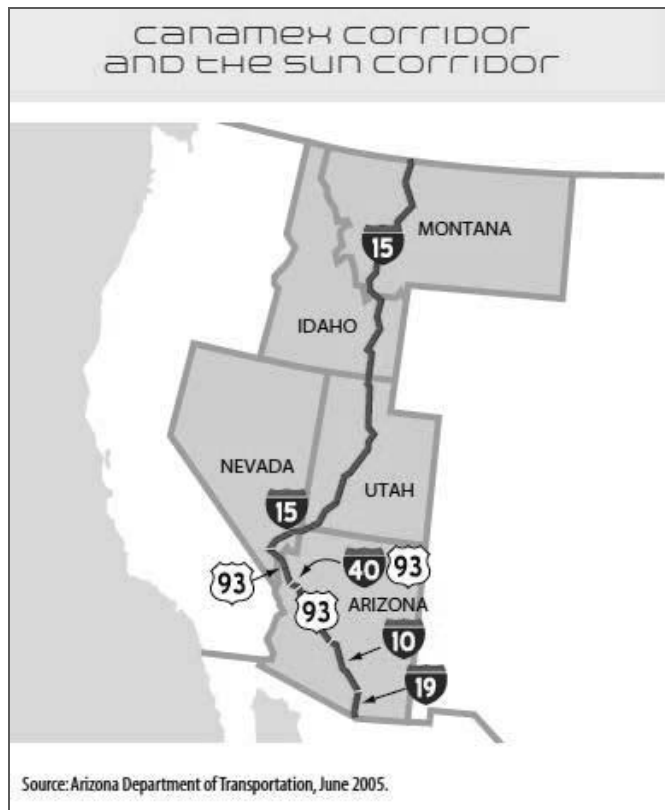 CANAMEX CORRIDOR
AND THE SUN CORRIDOR
MONTANA
15
IDAHO
NEVADA
UTAH
15
40 93
93
93
ARIZONA
10
19
Source: Arizona Department of Transportation, June 2005.